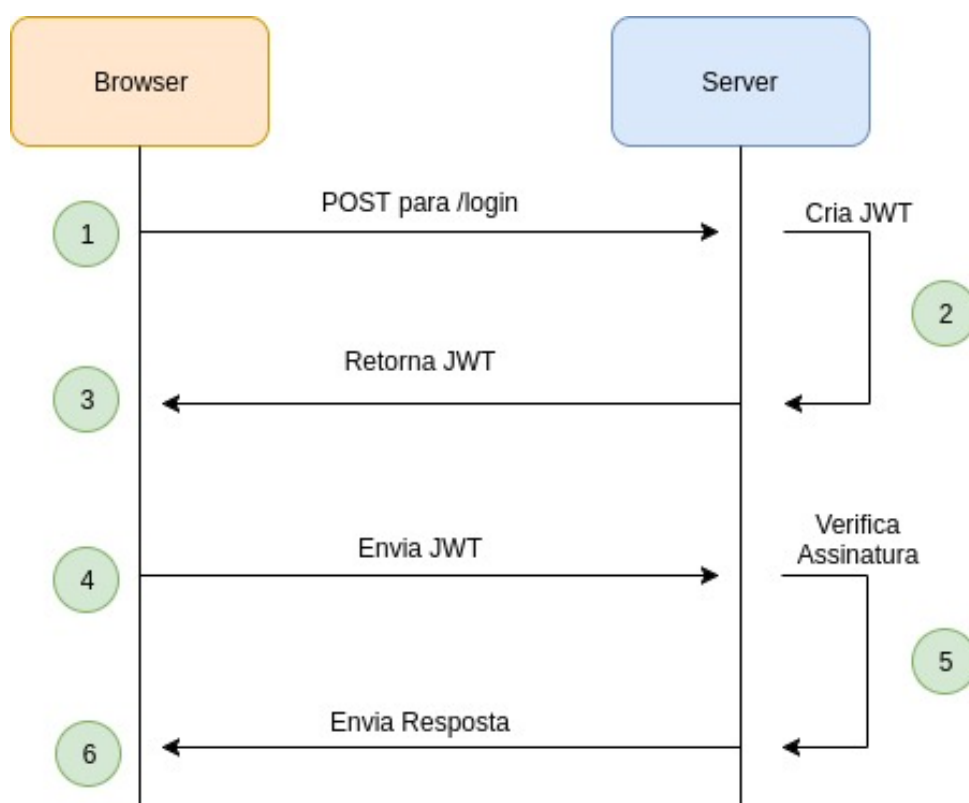 Browser
Server
POST para /login
1
Cria JWT
2
Retorna JWT
3
Envia JWT
4
Verifica
Assinatura
5
Envia Resposta
6